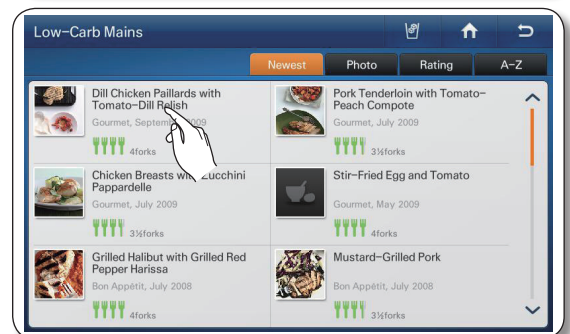 Low-Carb Mains
Newest
Photo
Rating
A-Z
Dill Chicken Paillards with
Tomato-Dill Relish
Gourmet, September 2009
4forks
Pork Tenderloin with Tomato-
Peach Compote
Gourmet, July 2009
3½forks
Chicken Breasts with Zucchini
Pappardelle
Gourmet, July 2009
3½forks
Stir-Fried Egg and Tomato
Gourmet, May 2009
4forks
Grilled Halibut with Grilled Red
Pepper Harissa
Bon Appétit, July 2008
4forks
Mustard-Grilled Pork
Bon Appétit, July 2008
3½forks